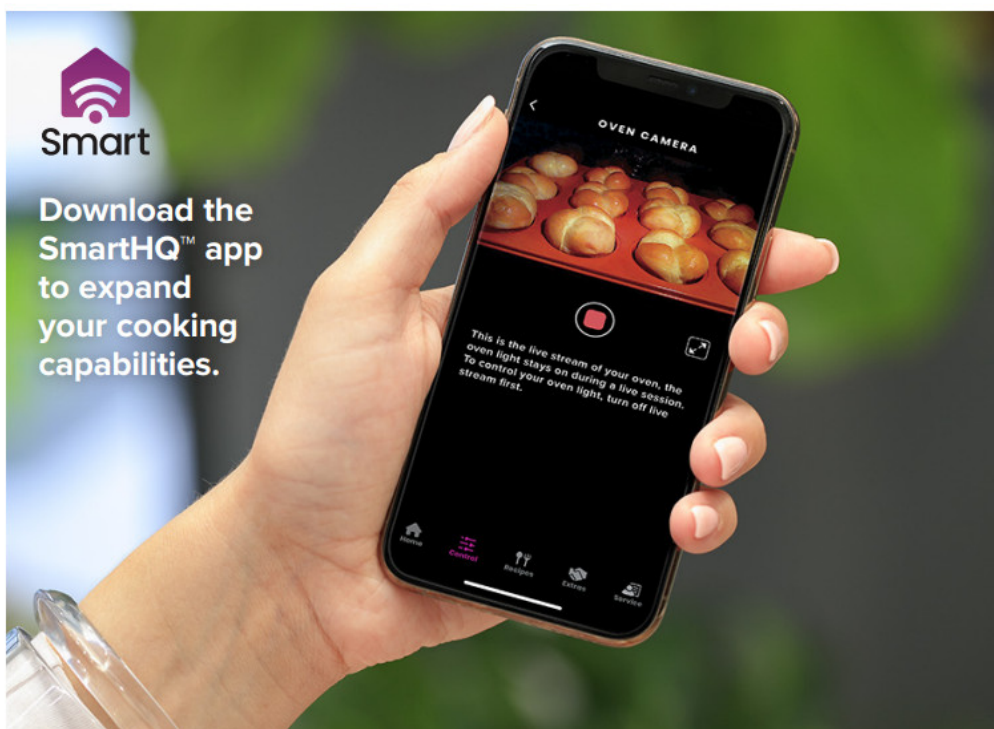 Smart
Download the
SmartHQ™ app
to expand
your cooking
capabilities.
OVEN CAMERA
This is the live stream of your oven, the
oven light stays on during a live session.
To control your oven light, turn off live
stream first.
Home
Control
Recipes
Extras
Service